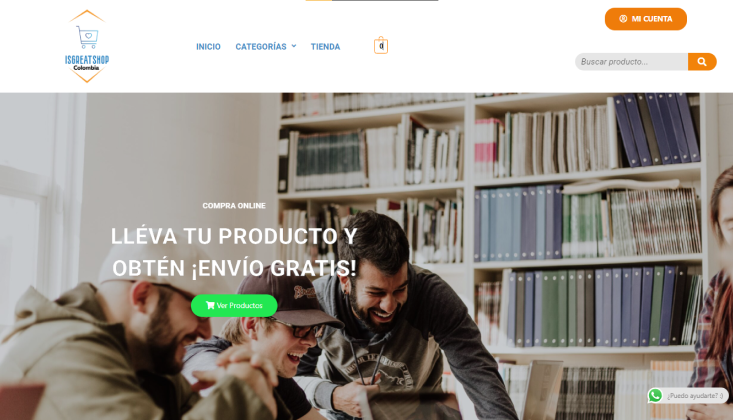 MI CUENTA
ISGREATSHOP
Colombia
INICIO CATEGORÍAS TIENDA 0
Buscar producto...
COMPRA ONLINE
LLÉVA TU PRODUCTO Y
OBTÉN ¡ENVÍO GRATIS!
Ver Productos
¿Puedo ayudarte? :)